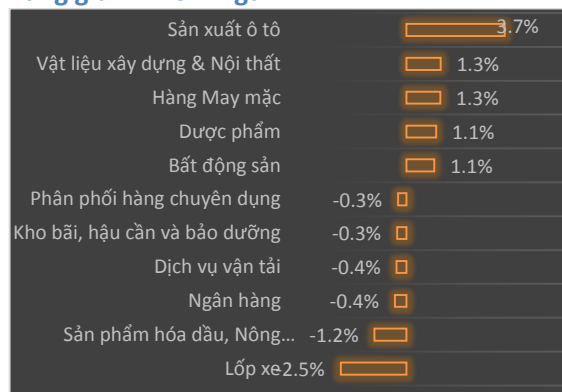 Sản xuất ô tô 3.7%
Vật liệu xây dựng & Nội thất 1.3%
Hàng May mặc 1.3%
Dược phẩm 1.1%
Bất động sản 1.1%
Phân phối hàng chuyên dụng -0.3%
Kho bãi, hậu cần và bảo dưỡng -0.3%
Dịch vụ vận tải -0.4%
Ngân hàng -0.4%
Sản phẩm hóa dầu, Nông... -1.2%
Lốp xe -2.5%